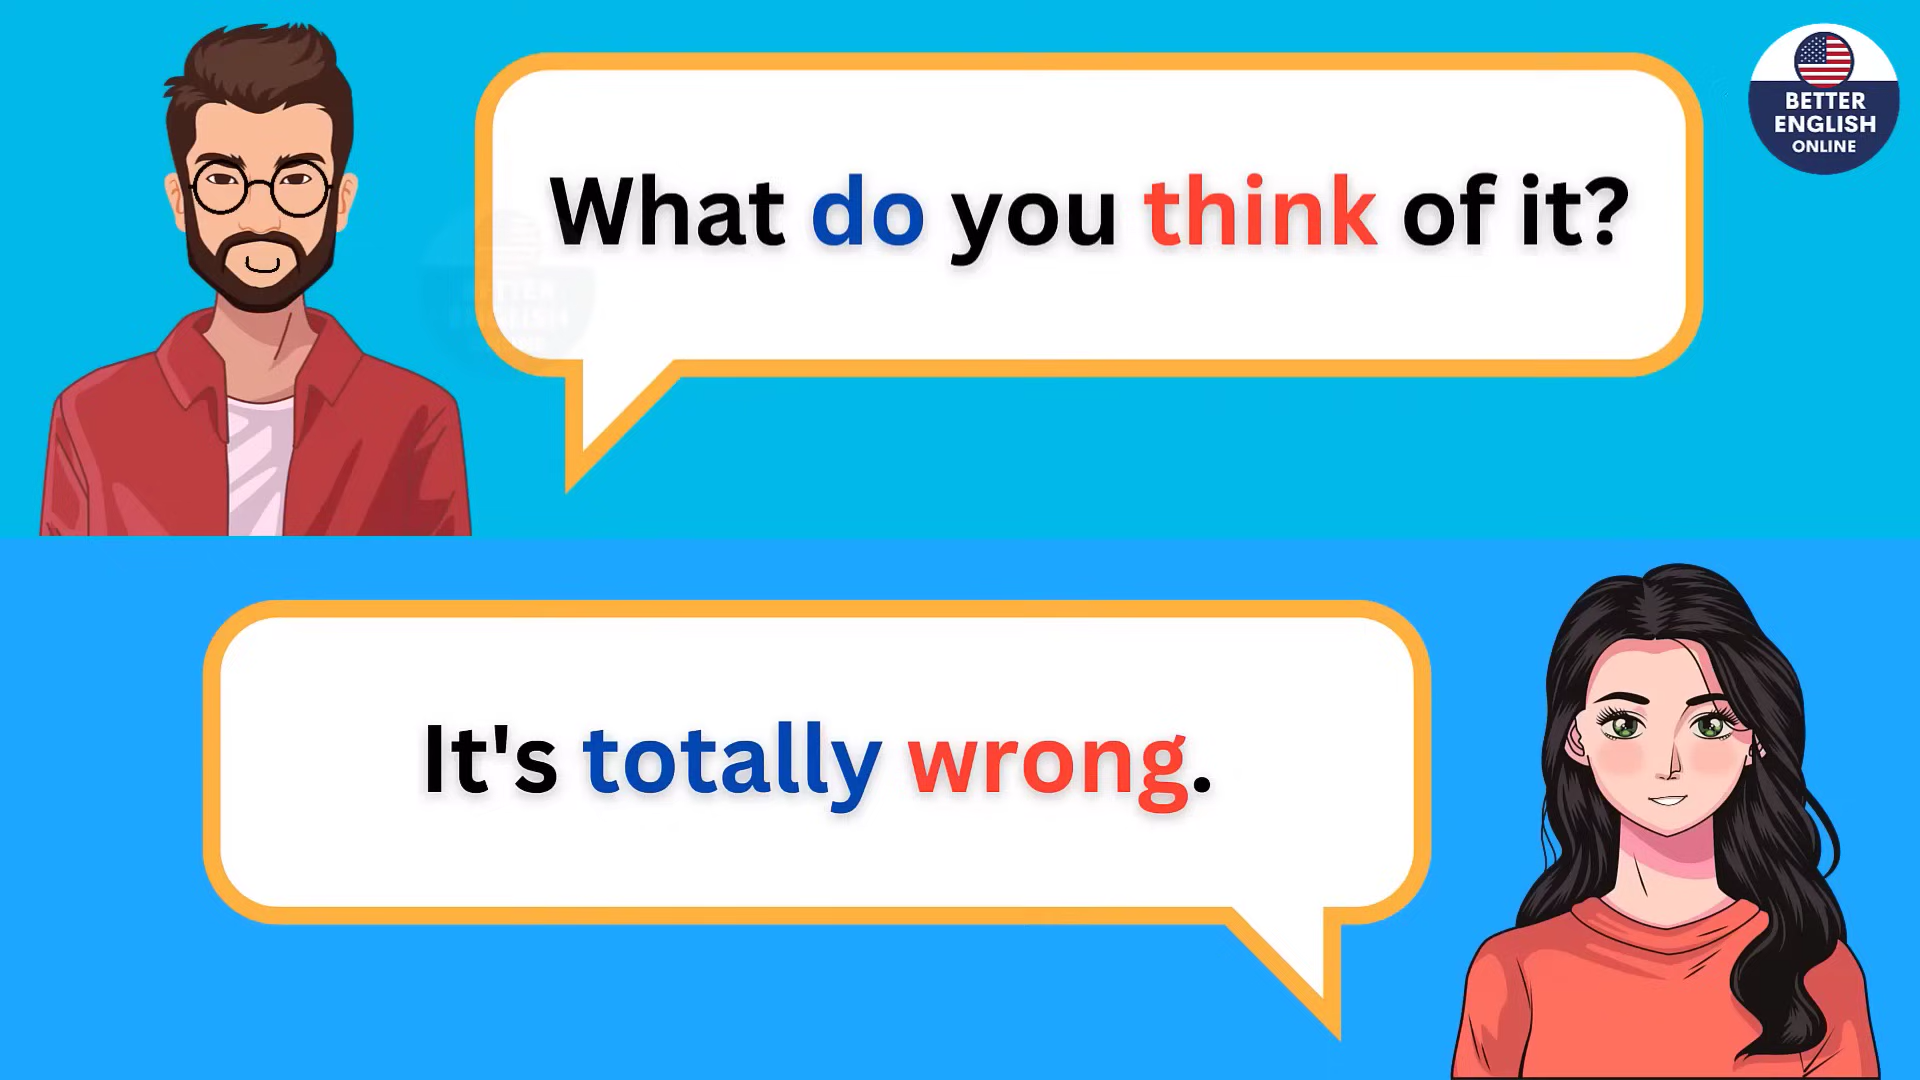 What do you think of it?
BETTER
ENGLISH
ONLINE
It's totally wrong.